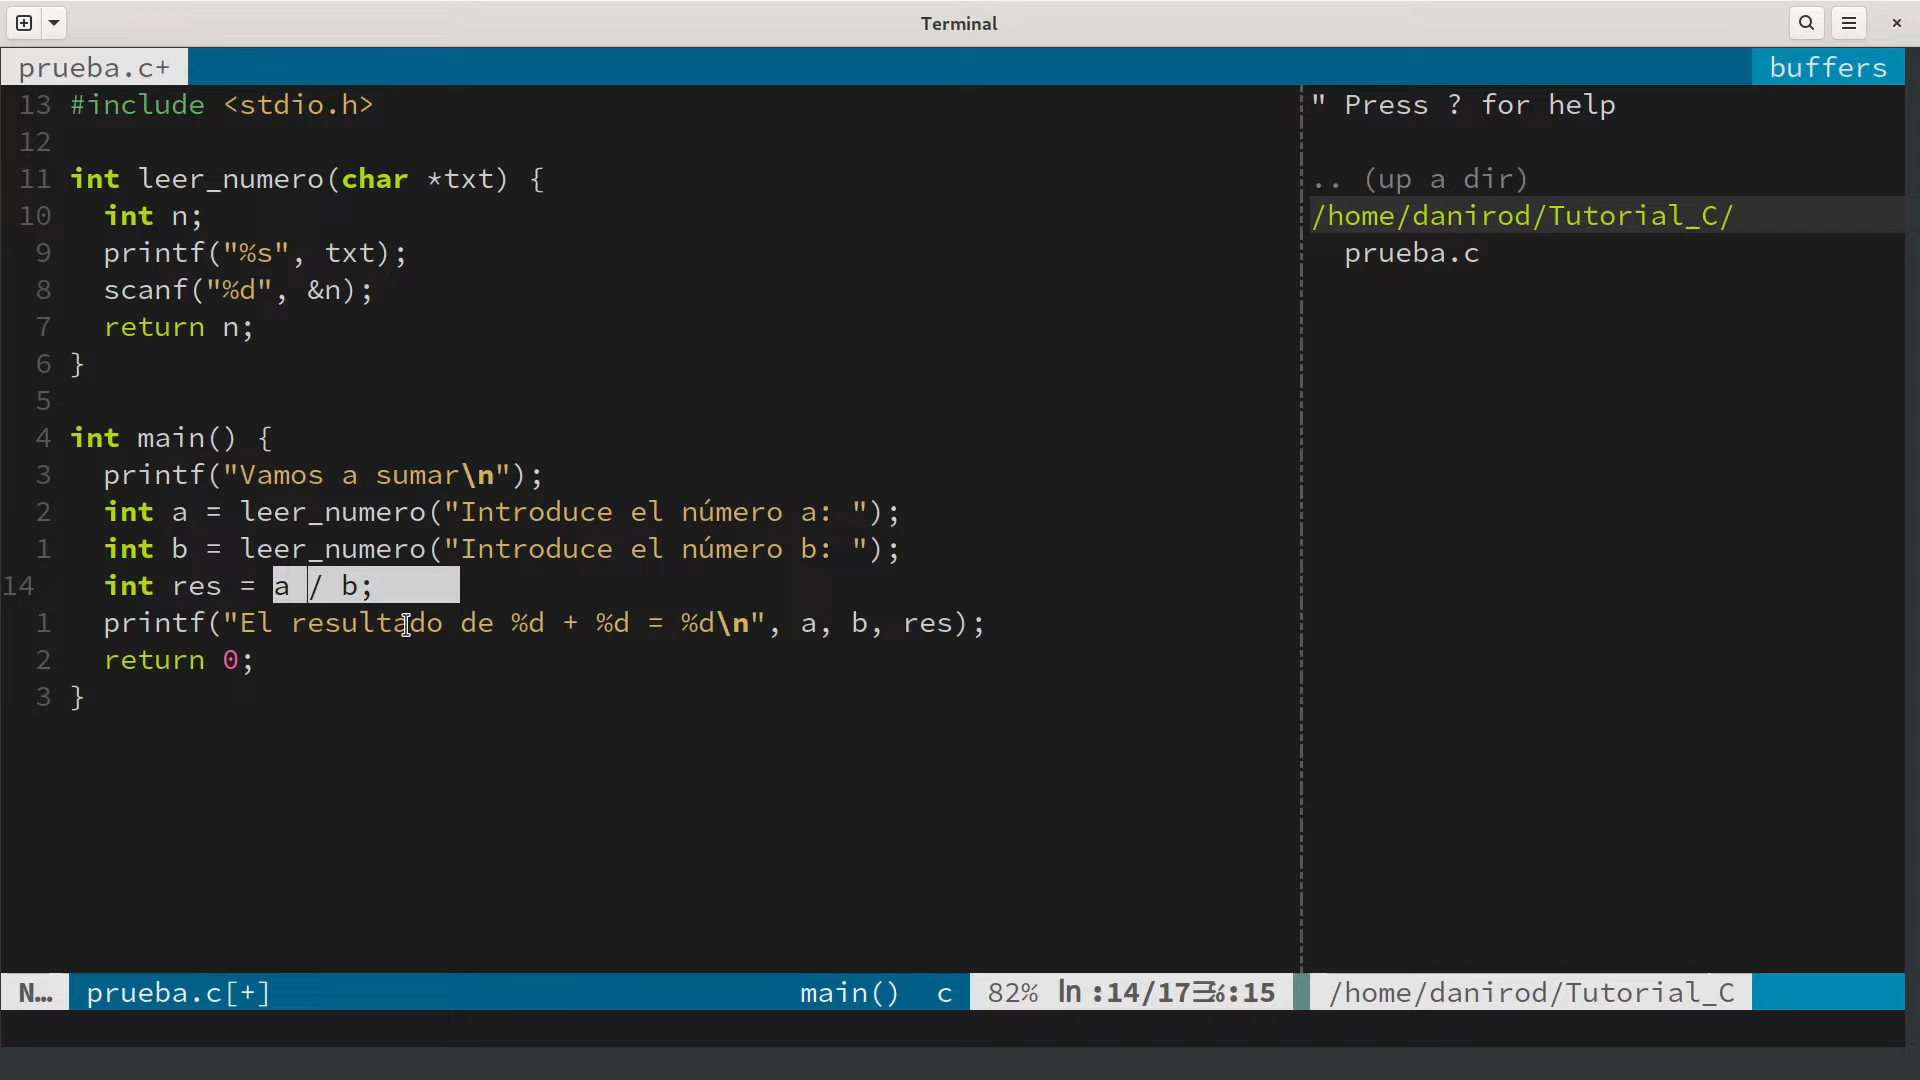 Terminal
prueba.c+
buffers
13 #include <stdio.h>
12
11 int leer_numero(char *txt) {
10 int n;
9 printf("%s", txt);
8 scanf("%d", &n);
7 return n;
6 }
5
4 int main() {
3 printf("Vamos a sumar\n");
2 int a = leer_numero("Introduce el número a: ");
1 int b = leer_numero("Introduce el número b: ");
14 int res = a / b;
1 printf("El resultado de %d + %d = %d\n", a, b, res);
2 return 0;
3 }
" Press ? for help
.. (up a dir)
/home/danirod/Tutorial_C/
prueba.c
N… prueba.c[+] main() c 82% ln :14/17☰℅:15 /home/danirod/Tutorial_C